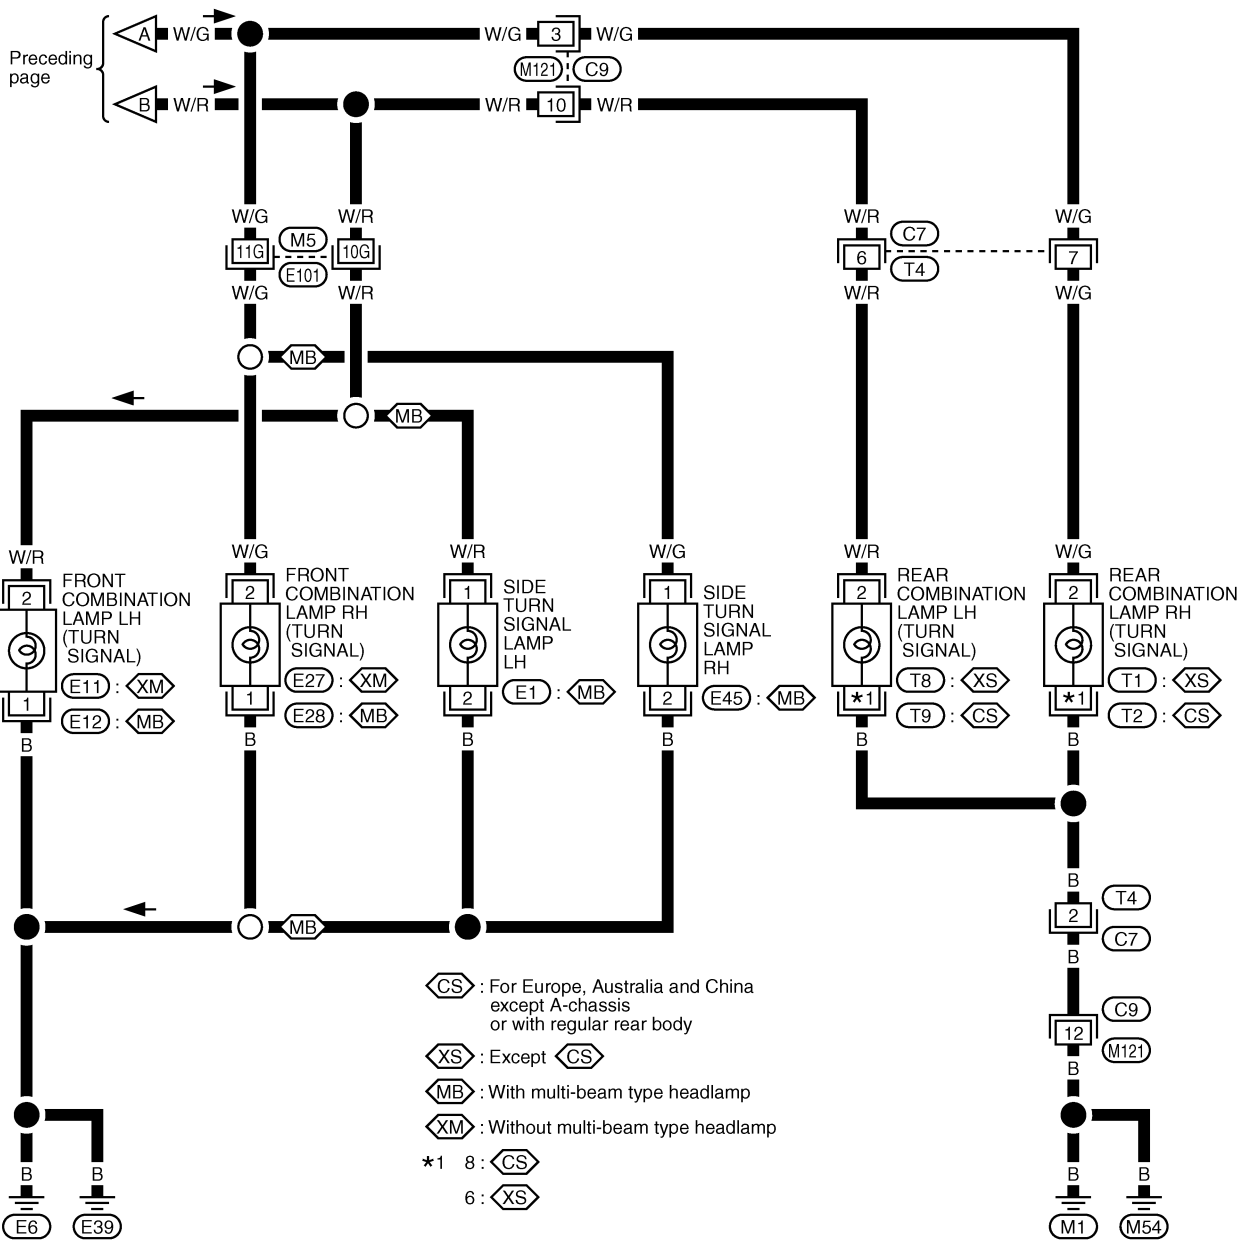 Preceding
page
A W/G W/G 3 W/G
M121 C9
B W/R W/R 10 W/R
W/G W/R W/R W/G
11G M5 10G 6 C7 7
E101 T4
W/G W/R W/R W/G
MB
MB
W/R W/G W/R W/G W/R W/G
2 2 1 1 2 2
FRONT
COMBINATION
LAMP LH
(TURN
SIGNAL)
E11 : XM
E12 : MB
1
B
FRONT
COMBINATION
LAMP RH
(TURN
SIGNAL)
E27 : XM
E28 : MB
1
B
SIDE
TURN
SIGNAL
LAMP
LH
E1 : MB
2
B
SIDE
TURN
SIGNAL
LAMP
RH
E45 : MB
2
B
REAR
COMBINATION
LAMP LH
(TURN
SIGNAL)
T8 : XS
T9 : CS
*1
B
REAR
COMBINATION
LAMP RH
(TURN
SIGNAL)
T1 : XS
T2 : CS
*1
B
MB
B
T4
2
C7
B
C9
12
M121
B
CS : For Europe, Australia and China
except A-chassis
or with regular rear body
XS : Except CS
MB : With multi-beam type headlamp
XM : Without multi-beam type headlamp
*1 8 : CS
6 : XS
B B B B
E6 E39 M1 M54